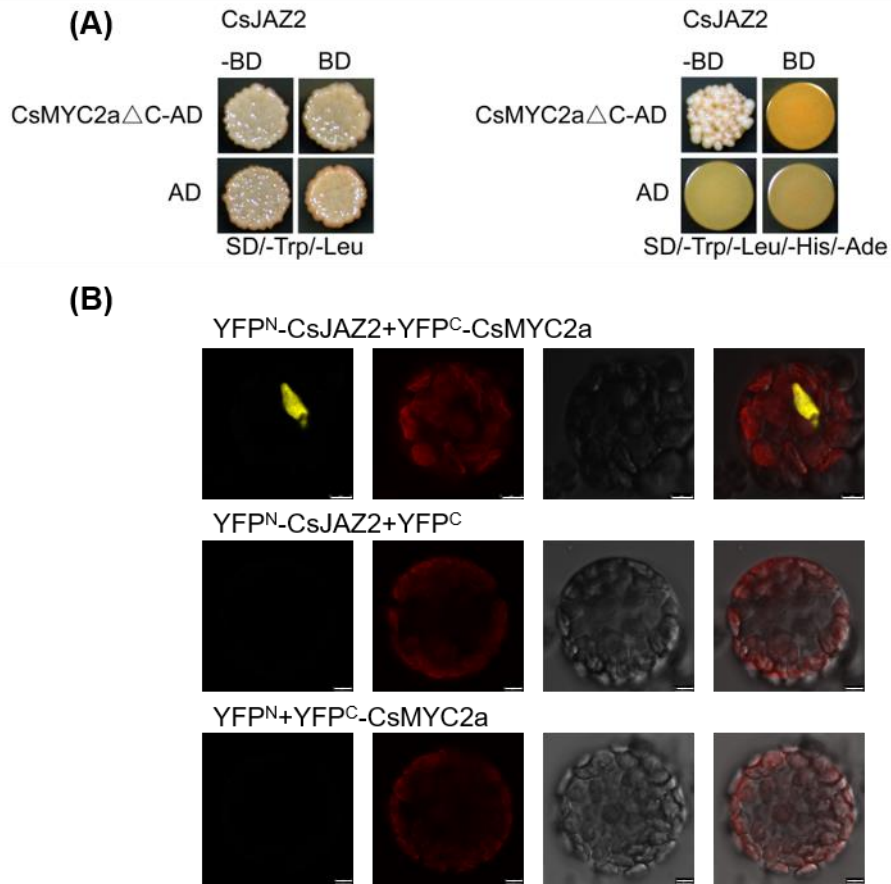 (A)
CsJAZ2
CsJAZ2
-BD BD
-BD BD
CsMYC2a△C-AD
CsMYC2a△C-AD
AD
AD
SD/-Trp/-Leu
SD/-Trp/-Leu/-His/-Ade
(B)
YFPᴺ-CsJAZ2+YFPᶜ-CsMYC2a
YFPᴺ-CsJAZ2+YFPᶜ
YFPᴺ+YFPᶜ-CsMYC2a